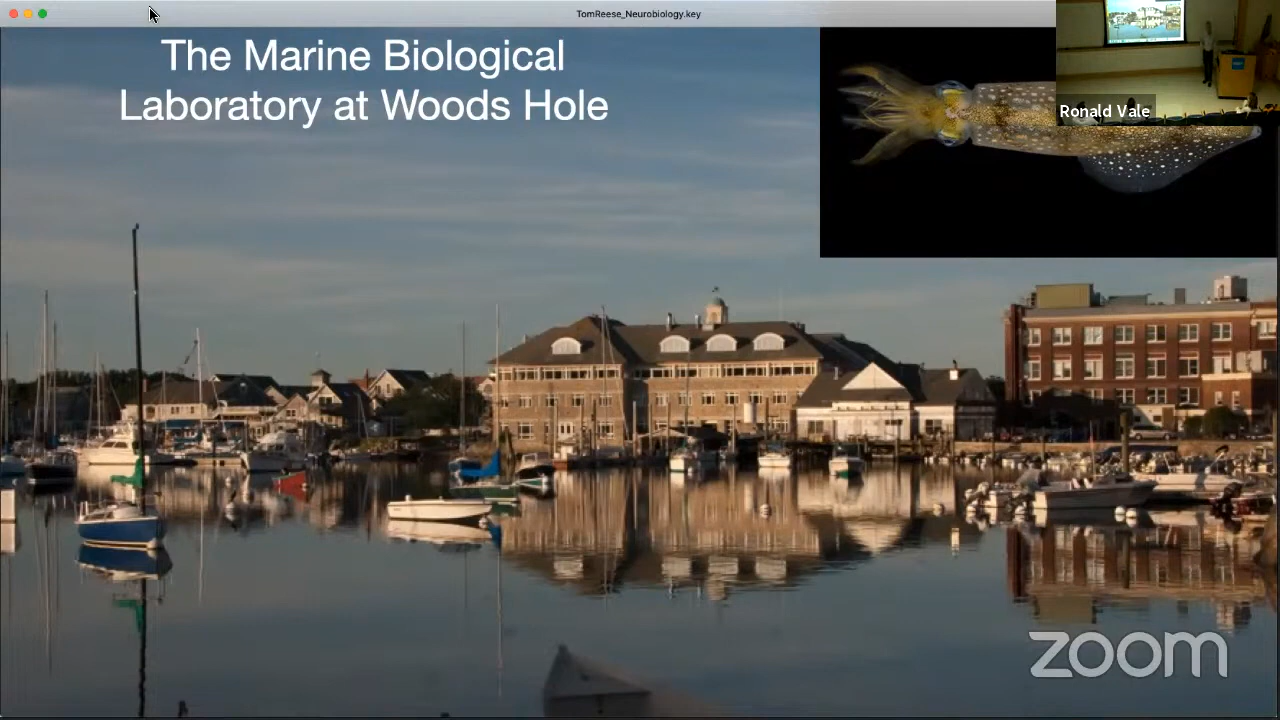 TomReese_Neurobiology.key
The Marine Biological
Laboratory at Woods Hole
Ronald Vale
zoom